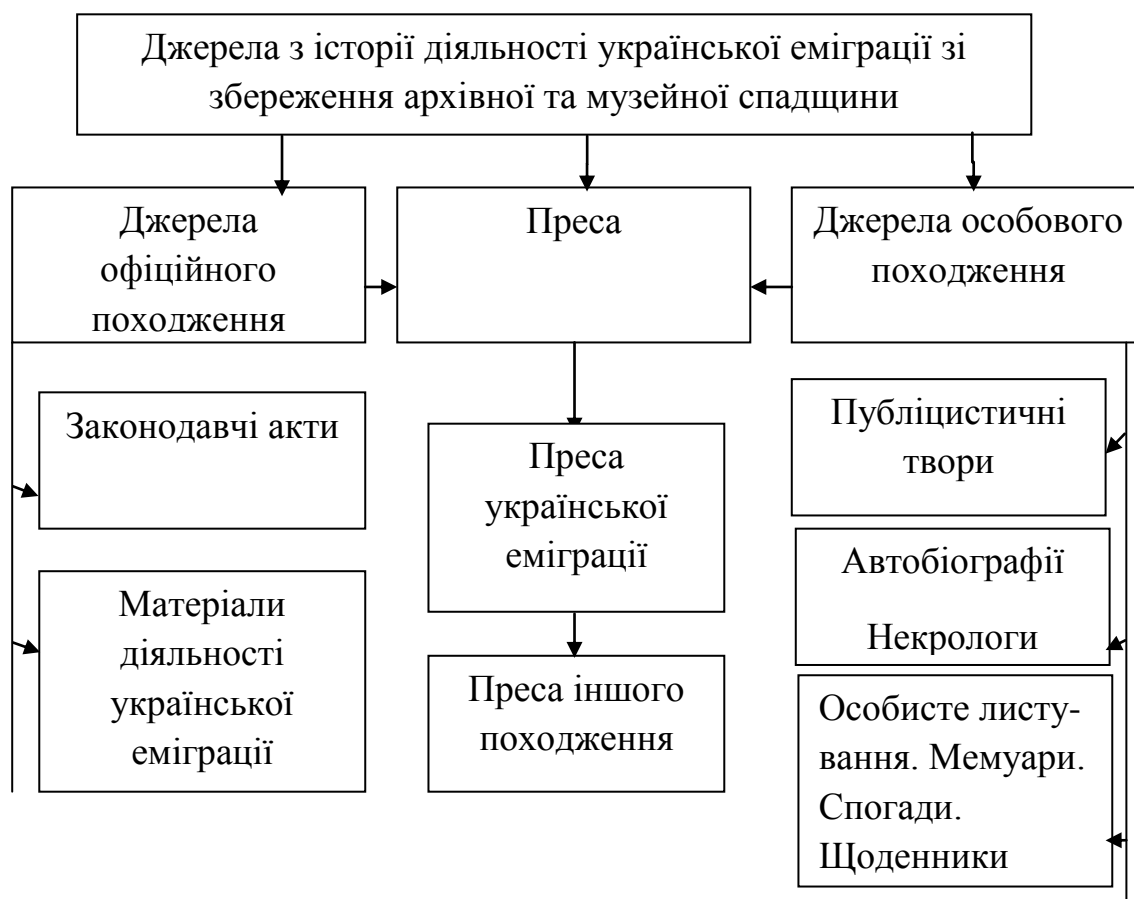 Джерела з історії діяльності української еміграції зі
збереження архівної та музейної спадщини
Джерела
офіційного
походження
Преса
Джерела особового
походження
Законодавчі акти
Матеріали
діяльності
української
еміграції
Преса
української
еміграції
Преса іншого
походження
Публіцистичні
твори
Автобіографії
Некрологи
Особисте листу-
вання. Мемуари.
Спогади.
Щоденники